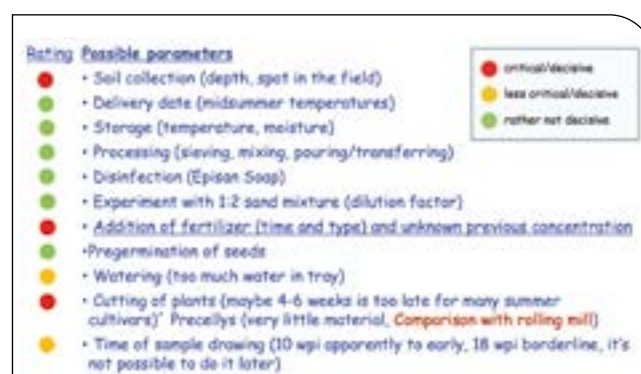 Rating Possible parameters
• Soil collection (depth, spot in the field)
• Delivery date (midsummer temperatures)
• Storage (temperature, moisture)
• Processing (sieving, mixing, pouring/transferring)
• Disinfection (Episan Soap)
• Experiment with 1:2 sand mixture (dilution factor)
• Addition of fertilizer (time and type) and unknown previous concentration
•Pregermination of seeds
• Watering (too much water in tray)
• Cutting of plants (maybe 4-6 weeks is too late for many summer
cultivars)" Precellys (very little material, Comparison with rolling mill)
• Time of sample drawing (10 wpi apparently to early, 18 wpi borderline, it's
not possible to do it later)
critical/decisive
less critical/decisive
rather not decisive